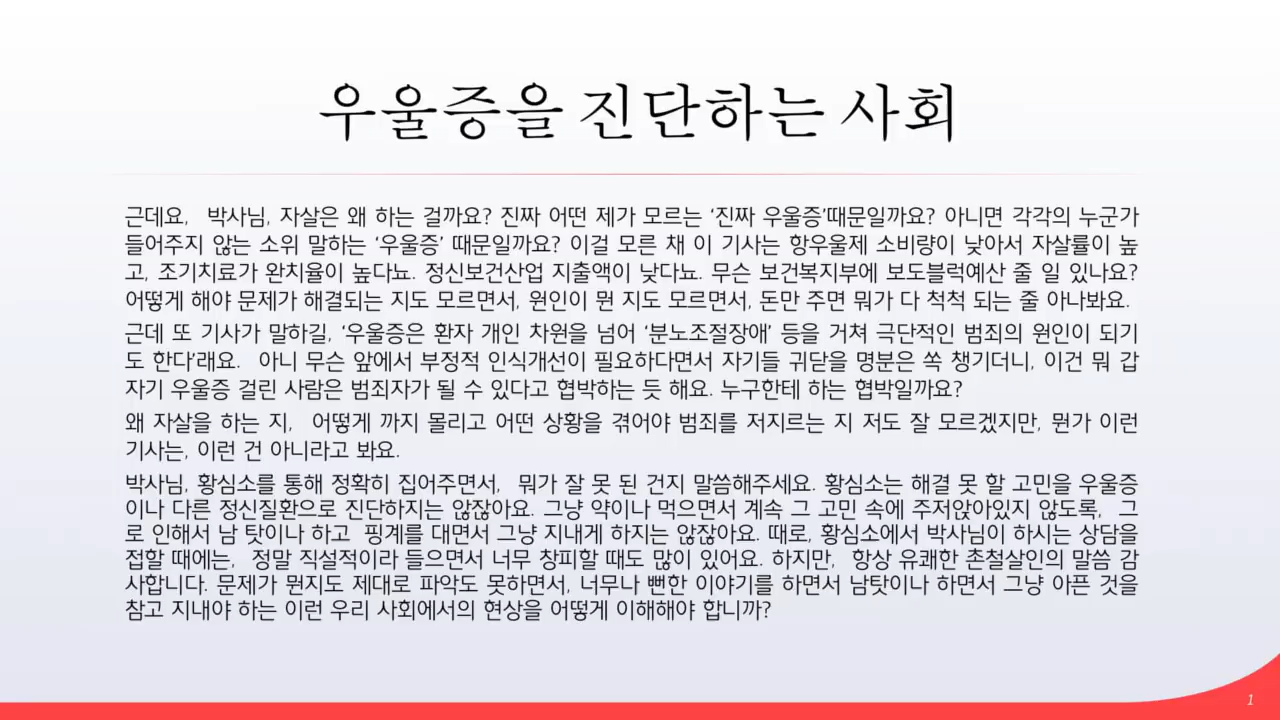 우울증을 진단하는 사회
근데요, 박사님, 자살은 왜 하는 걸까요? 진짜 어떤 제가 모르는 ‘진짜 우울증’때문일까요? 아니면 각각의 누군가
들어주지 않는 소위 말하는 ‘우울증’ 때문일까요? 이걸 모른 채 이 기사는 항우울제 소비량이 낮아서 자살률이 높
고, 조기치료가 완치율이 높다뇨. 정신보건산업 지출액이 낮다뇨. 무슨 보건복지부에 보도블럭예산 줄 일 있나요?
어떻게 해야 문제가 해결되는 지도 모르면서, 원인이 뭔 지도 모르면서, 돈만 주면 뭐가 다 척척 되는 줄 아나봐요.
근데 또 기사가 말하길, ‘우울증은 환자 개인 차원을 넘어 ‘분노조절장애’ 등을 거쳐 극단적인 범죄의 원인이 되기
도 한다’래요. 아니 무슨 앞에서 부정적 인식개선이 필요하다면서 자기들 귀닫을 명분은 쏙 챙기더니, 이건 뭐 갑
자기 우울증 걸린 사람은 범죄자가 될 수 있다고 협박하는 듯 해요. 누구한테 하는 협박일까요?
왜 자살을 하는 지, 어떻게 까지 몰리고 어떤 상황을 겪어야 범죄를 저지르는 지 저도 잘 모르겠지만, 뭔가 이런
기사는, 이런 건 아니라고 봐요.
박사님, 황심소를 통해 정확히 집어주면서, 뭐가 잘 못 된 건지 말씀해주세요. 황심소는 해결 못 할 고민을 우울증
이나 다른 정신질환으로 진단하지는 않잖아요. 그냥 약이나 먹으면서 계속 그 고민 속에 주저앉아있지 않도록, 그
로 인해서 남 탓이나 하고 핑계를 대면서 그냥 지내게 하지는 않잖아요. 때로, 황심소에서 박사님이 하시는 상담을
접할 때에는, 정말 직설적이라 들으면서 너무 창피할 때도 많이 있어요. 하지만, 항상 유쾌한 촌철살인의 말씀 감
사합니다. 문제가 뭔지도 제대로 파악도 못하면서, 너무나 뻔한 이야기를 하면서 남탓이나 하면서 그냥 아픈 것을
참고 지내야 하는 이런 우리 사회에서의 현상을 어떻게 이해해야 합니까?
1